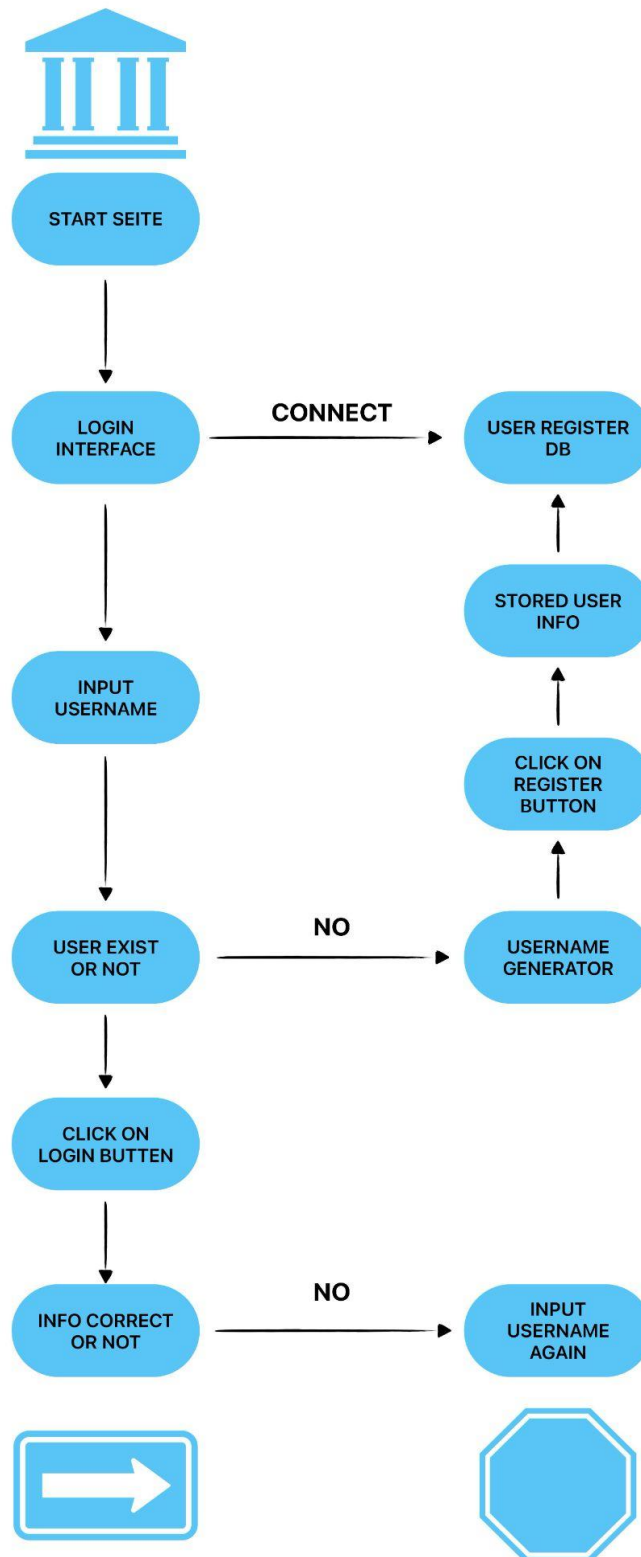 START SEITE
LOGIN
INTERFACE
CONNECT
USER REGISTER
DB
STORED USER
INFO
INPUT
USERNAME
CLICK ON
REGISTER
BUTTON
USER EXIST
OR NOT
NO
USERNAME
GENERATOR
CLICK ON
LOGIN BUTTEN
INFO CORRECT
OR NOT
NO
INPUT
USERNAME
AGAIN